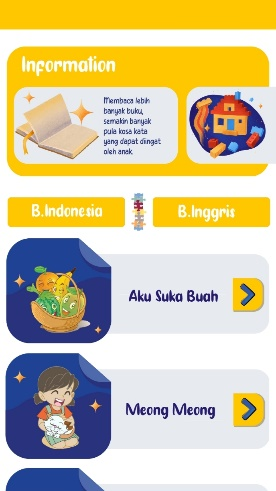 Information
Membaca lebih
banyak buku,
semakin banyak
pula kosa kata
yang dapat diingat
oleh anak.
B.Indonesia
B.Inggris
Aku Suka Buah
Meong Meong